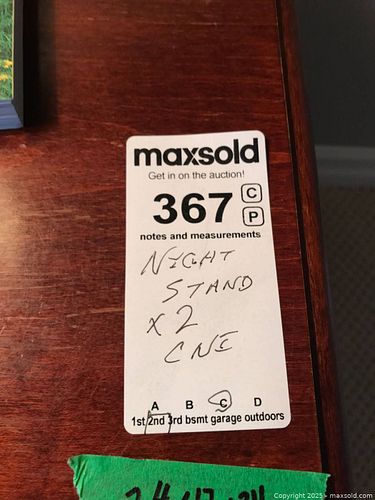 maxsold
Get in on the auction!
367 C
P
notes and measurements
NIGHT
STAND
x 2
CNI
A B C D
1st 2nd 3rd bsmt garage outdoors
Copyright 2025 - maxsold.com